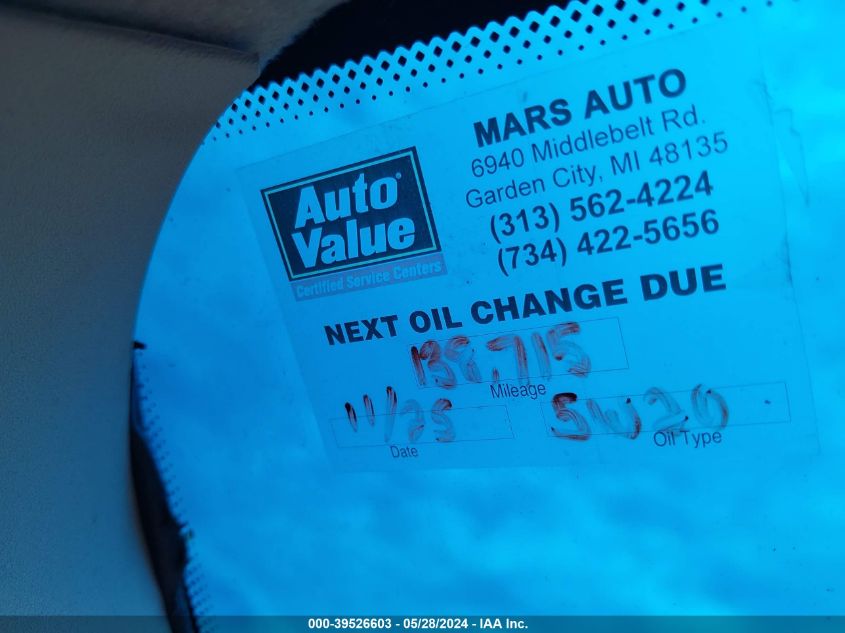 MARS AUTO
6940 Middlebelt Rd.
Garden City, MI 48135
(313) 562-4224
(734) 422-5656
Auto
Value
Certified Service Centers
NEXT OIL CHANGE DUE
138,715
Mileage
11/25
Date
5W20
Oil Type
000-39526603 - 05/28/2024 - IAA Inc.